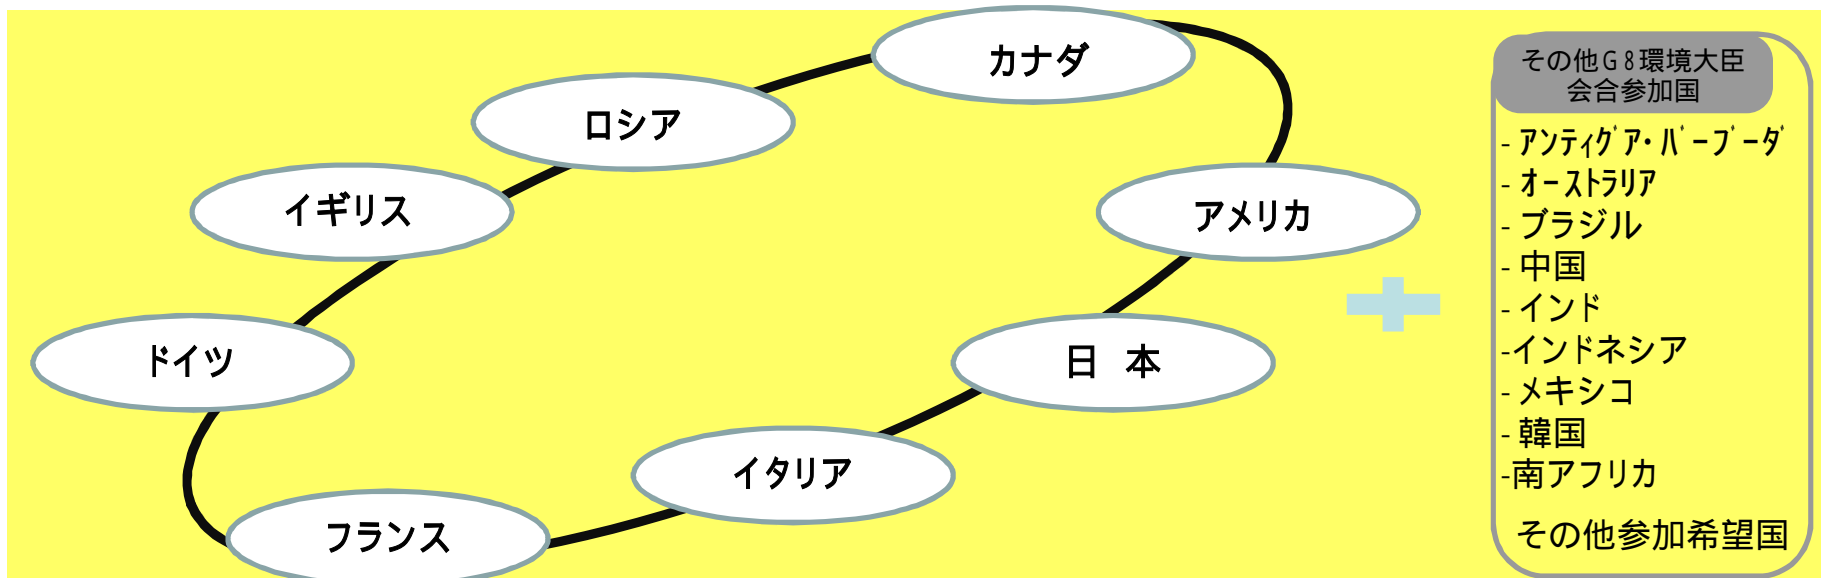 カナダ
ロシア
イギリス
アメリカ
ドイツ
日 本
イタリア
フランス
その他G8環境大臣
会合参加国
- アンティグア・バーブーダ
- オーストラリア
- ブラジル
- 中国
- インド
-インドネシア
- メキシコ
- 韓国
-南アフリカ
その他参加希望国